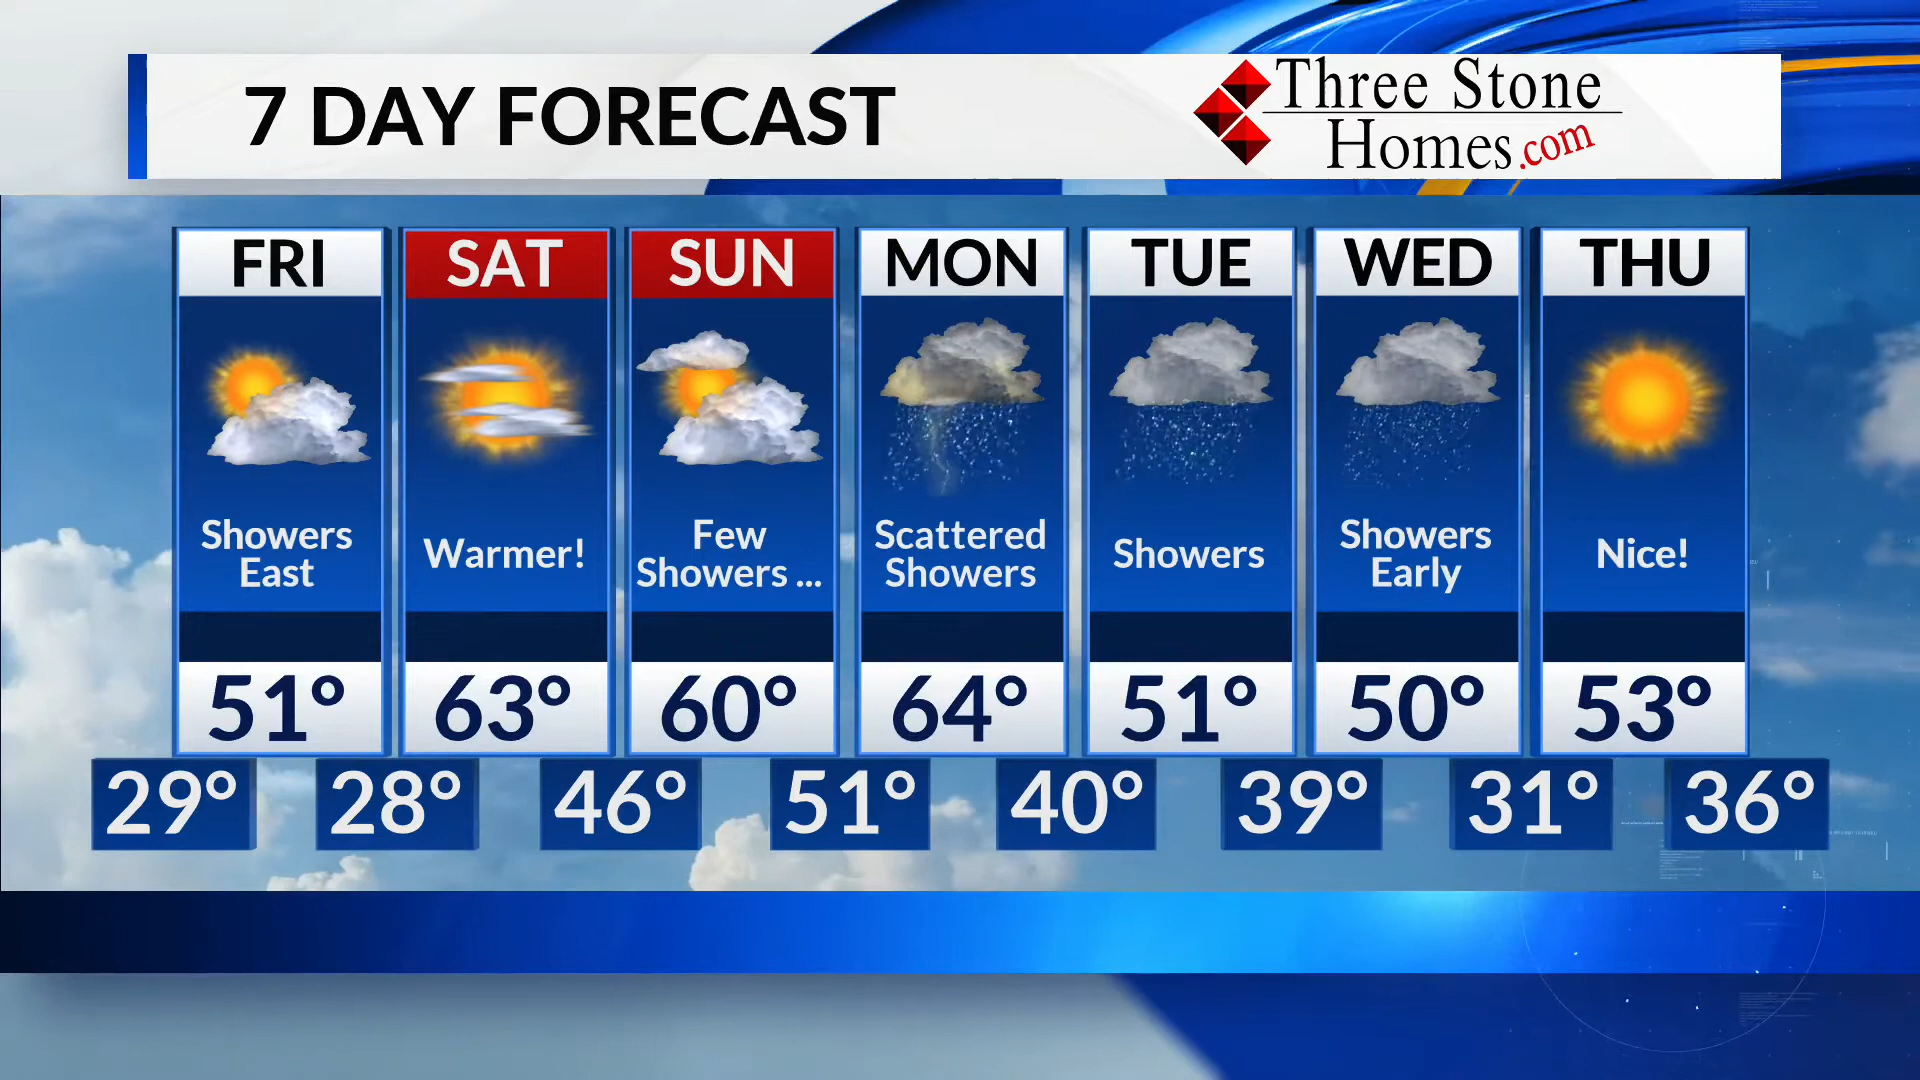 7 DAY FORECAST
Three Stone
Homes.com
FRI
SAT
SUN
MON
TUE
WED
THU
Showers
East
Warmer!
Few
Showers ...
Scattered
Showers
Showers
Showers
Early
Nice!
51°
63°
60°
64°
51°
50°
53°
29°
28°
46°
51°
40°
39°
31°
36°